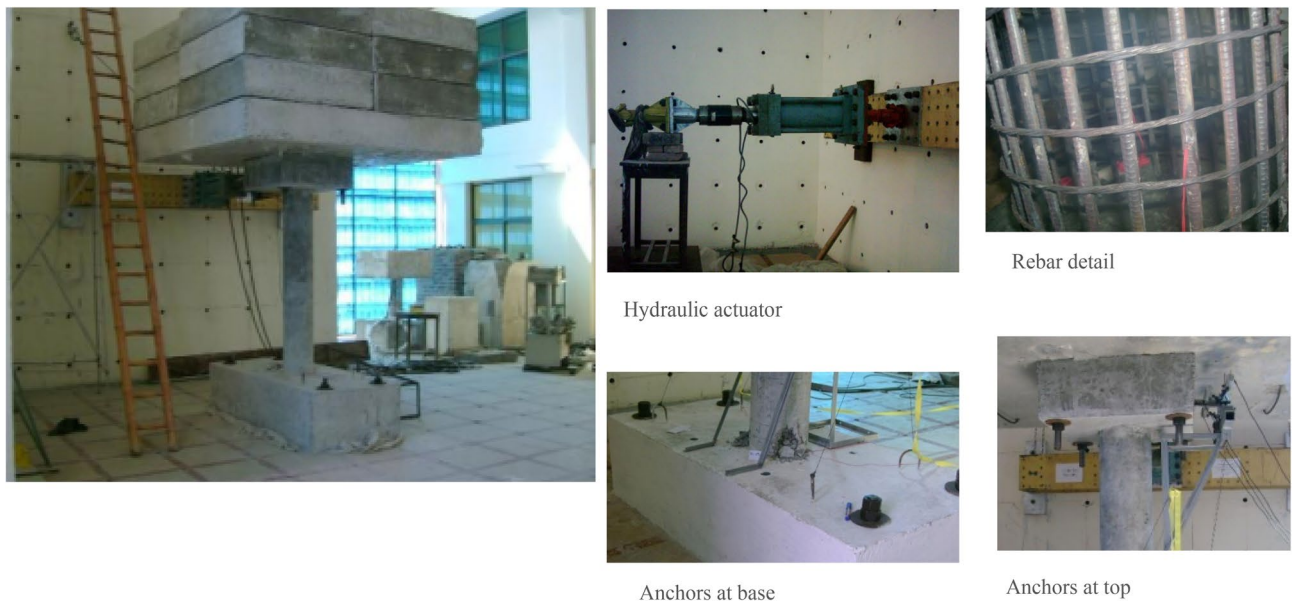 Hydraulic actuator
Rebar detail
Anchors at base
Anchors at top